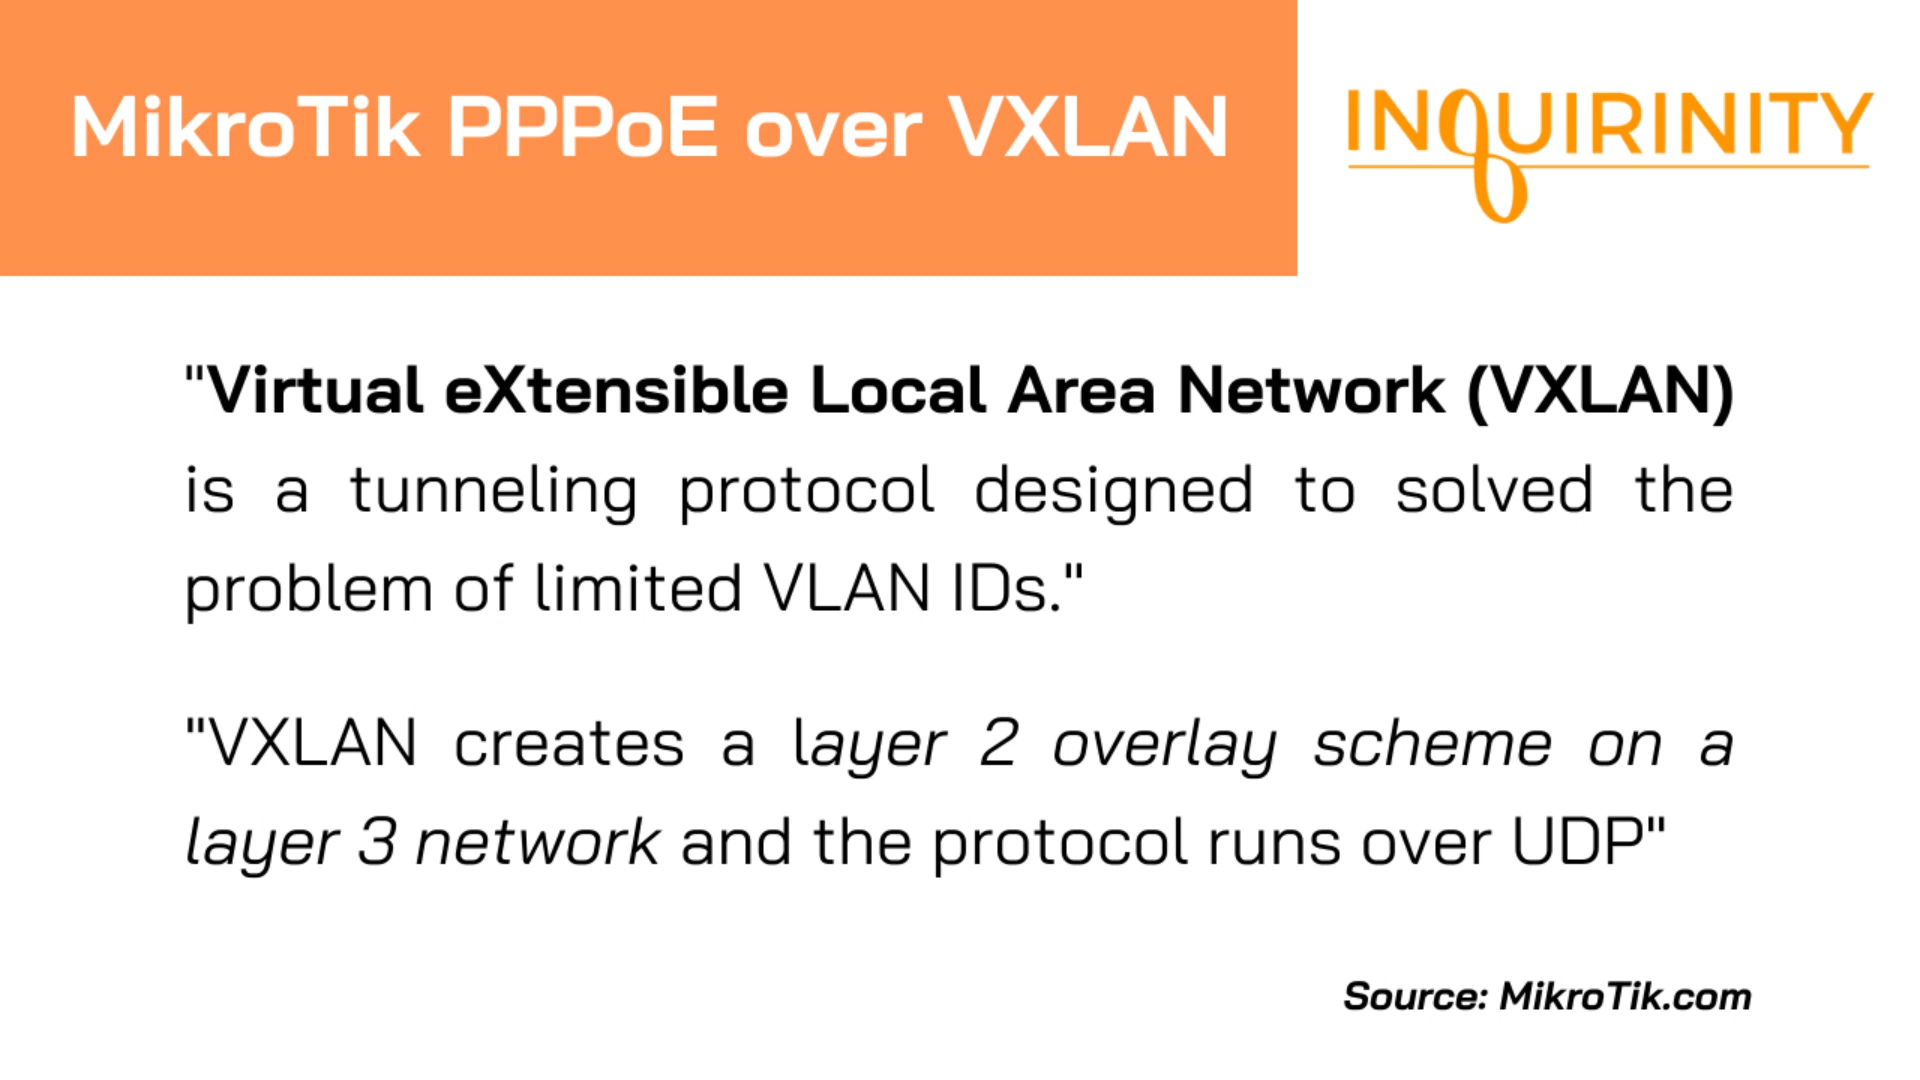 MikroTik PPPoE over VXLAN
INQUIRINITY
"Virtual eXtensible Local Area Network (VXLAN)
is a tunneling protocol designed to solved the
problem of limited VLAN IDs."
"VXLAN creates a layer 2 overlay scheme on a
layer 3 network and the protocol runs over UDP"
Source: MikroTik.com